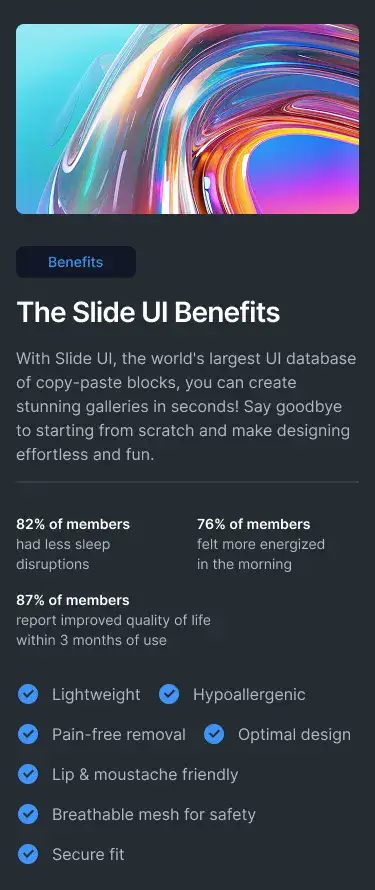 Benefits
The Slide UI Benefits
With Slide UI, the world's largest UI database
of copy-paste blocks, you can create
stunning galleries in seconds! Say goodbye
to starting from scratch and make designing
effortless and fun.
82% of members
had less sleep
disruptions
76% of members
felt more energized
in the morning
87% of members
report improved quality of life
within 3 months of use
Lightweight
Hypoallergenic
Pain-free removal
Optimal design
Lip & moustache friendly
Breathable mesh for safety
Secure fit